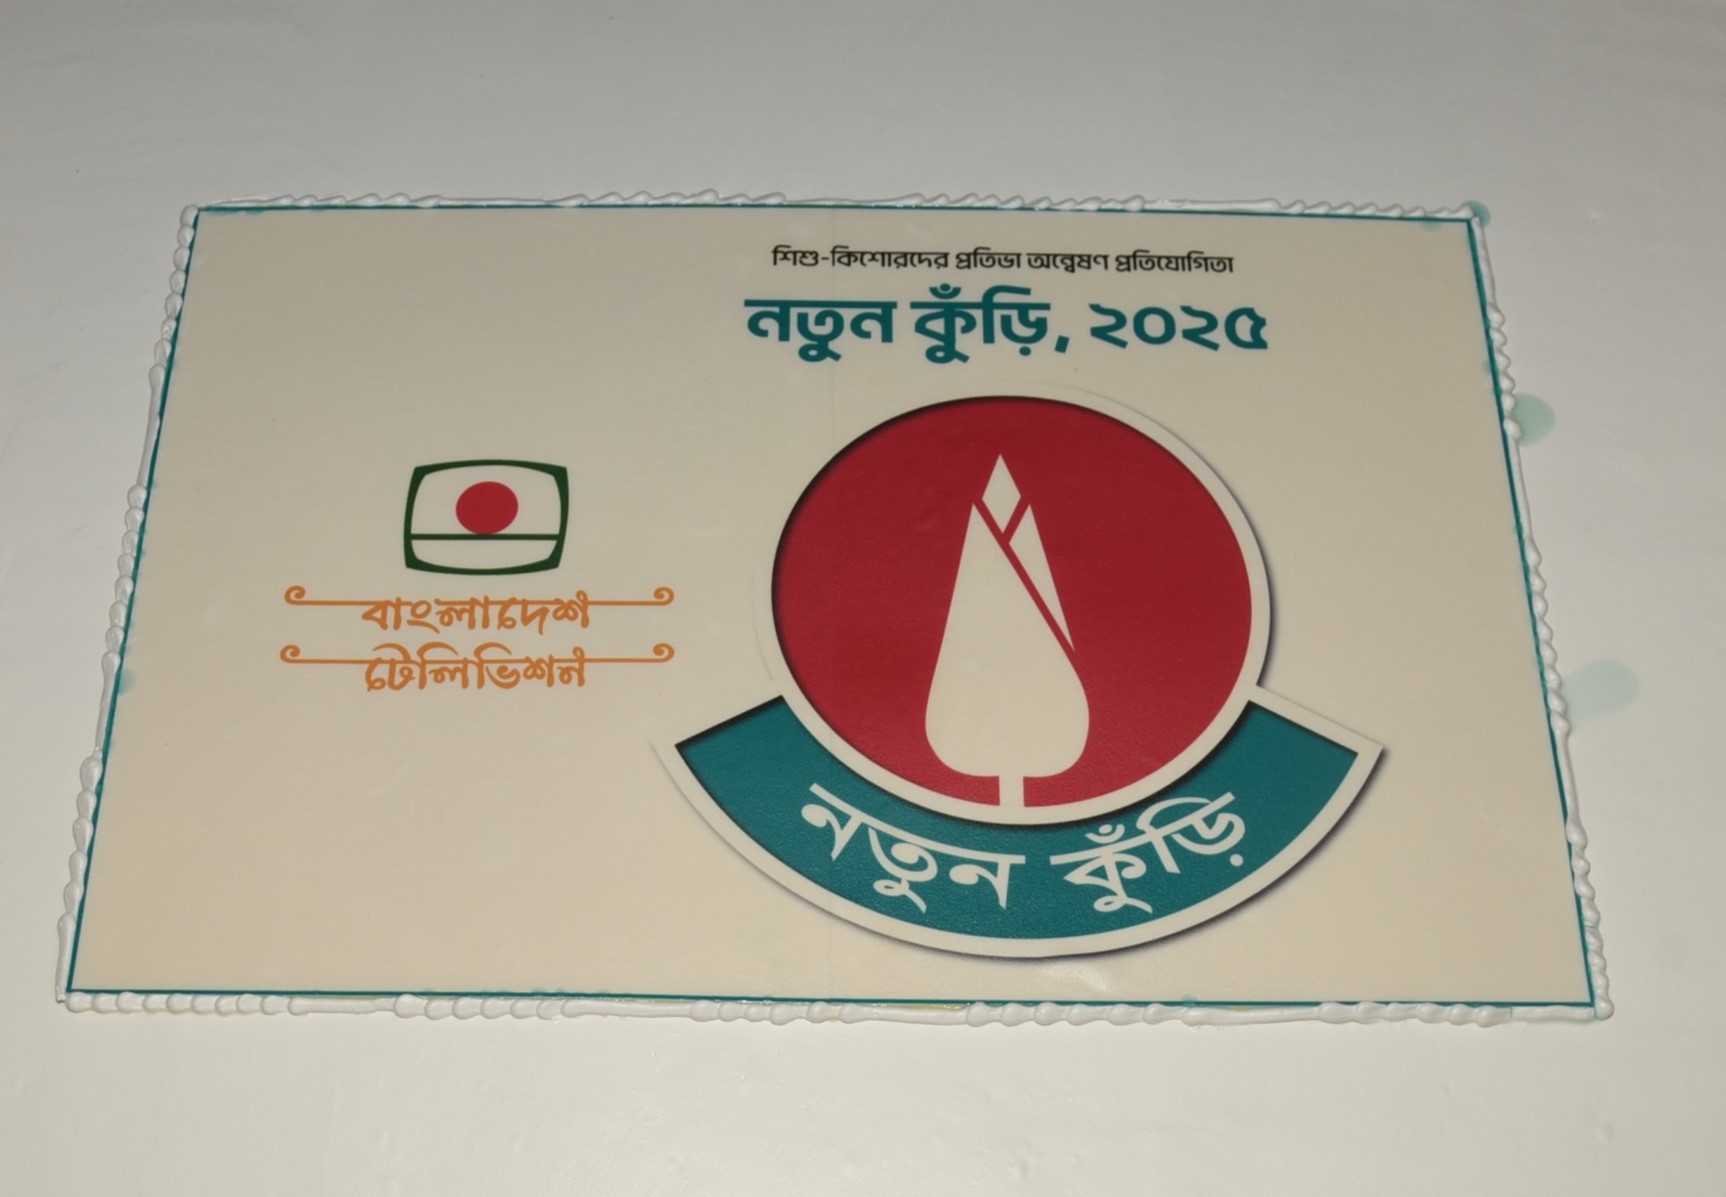 শিশু-কিশোরদের প্রতিভা অন্বেষণ প্রতিযোগিতা
নতুন কুঁড়ি, ২০২৫
বাংলাদেশ
টেলিভিশন
নতুন কুঁড়ি